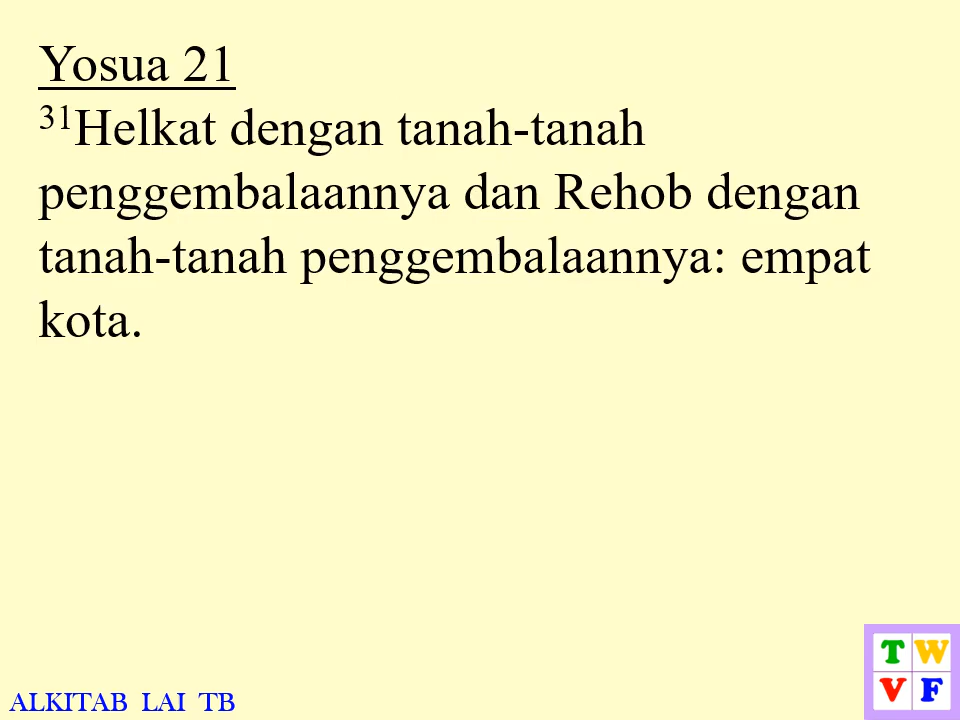 Yosua 21
31Helkat dengan tanah-tanah
penggembalaannya dan Rehob dengan
tanah-tanah penggembalaannya: empat
kota.
T W
V F
ALKITAB LAI TB